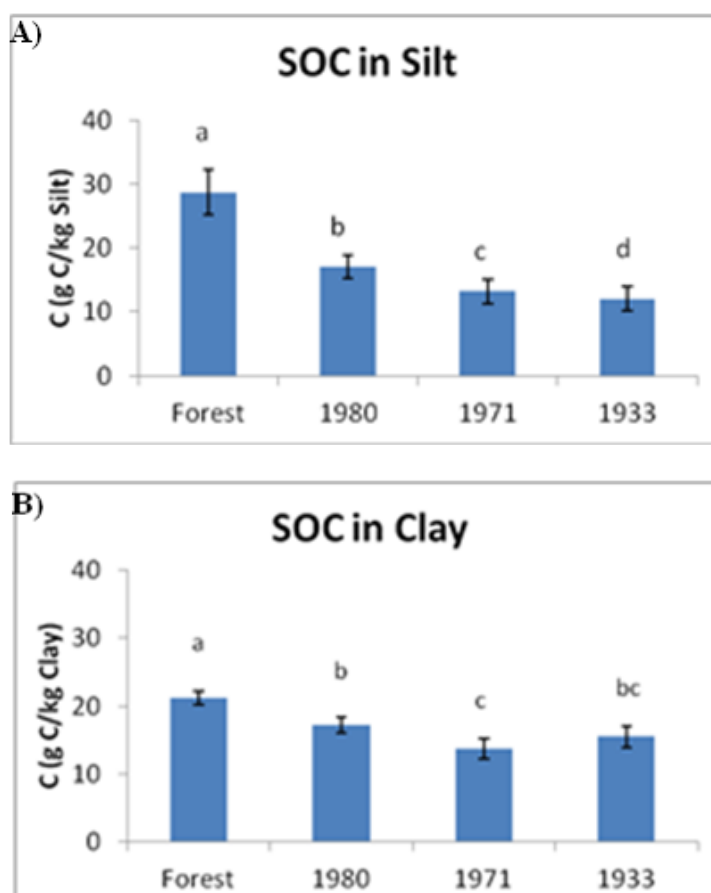 A)
SOC in Silt
C (g C/kg Silt)
40
30
20
10
0
a
b
c
d
Forest 1980 1971 1933
B)
SOC in Clay
C (g C/kg Clay)
40
30
20
10
0
a
b
c
bc
Forest 1980 1971 1933